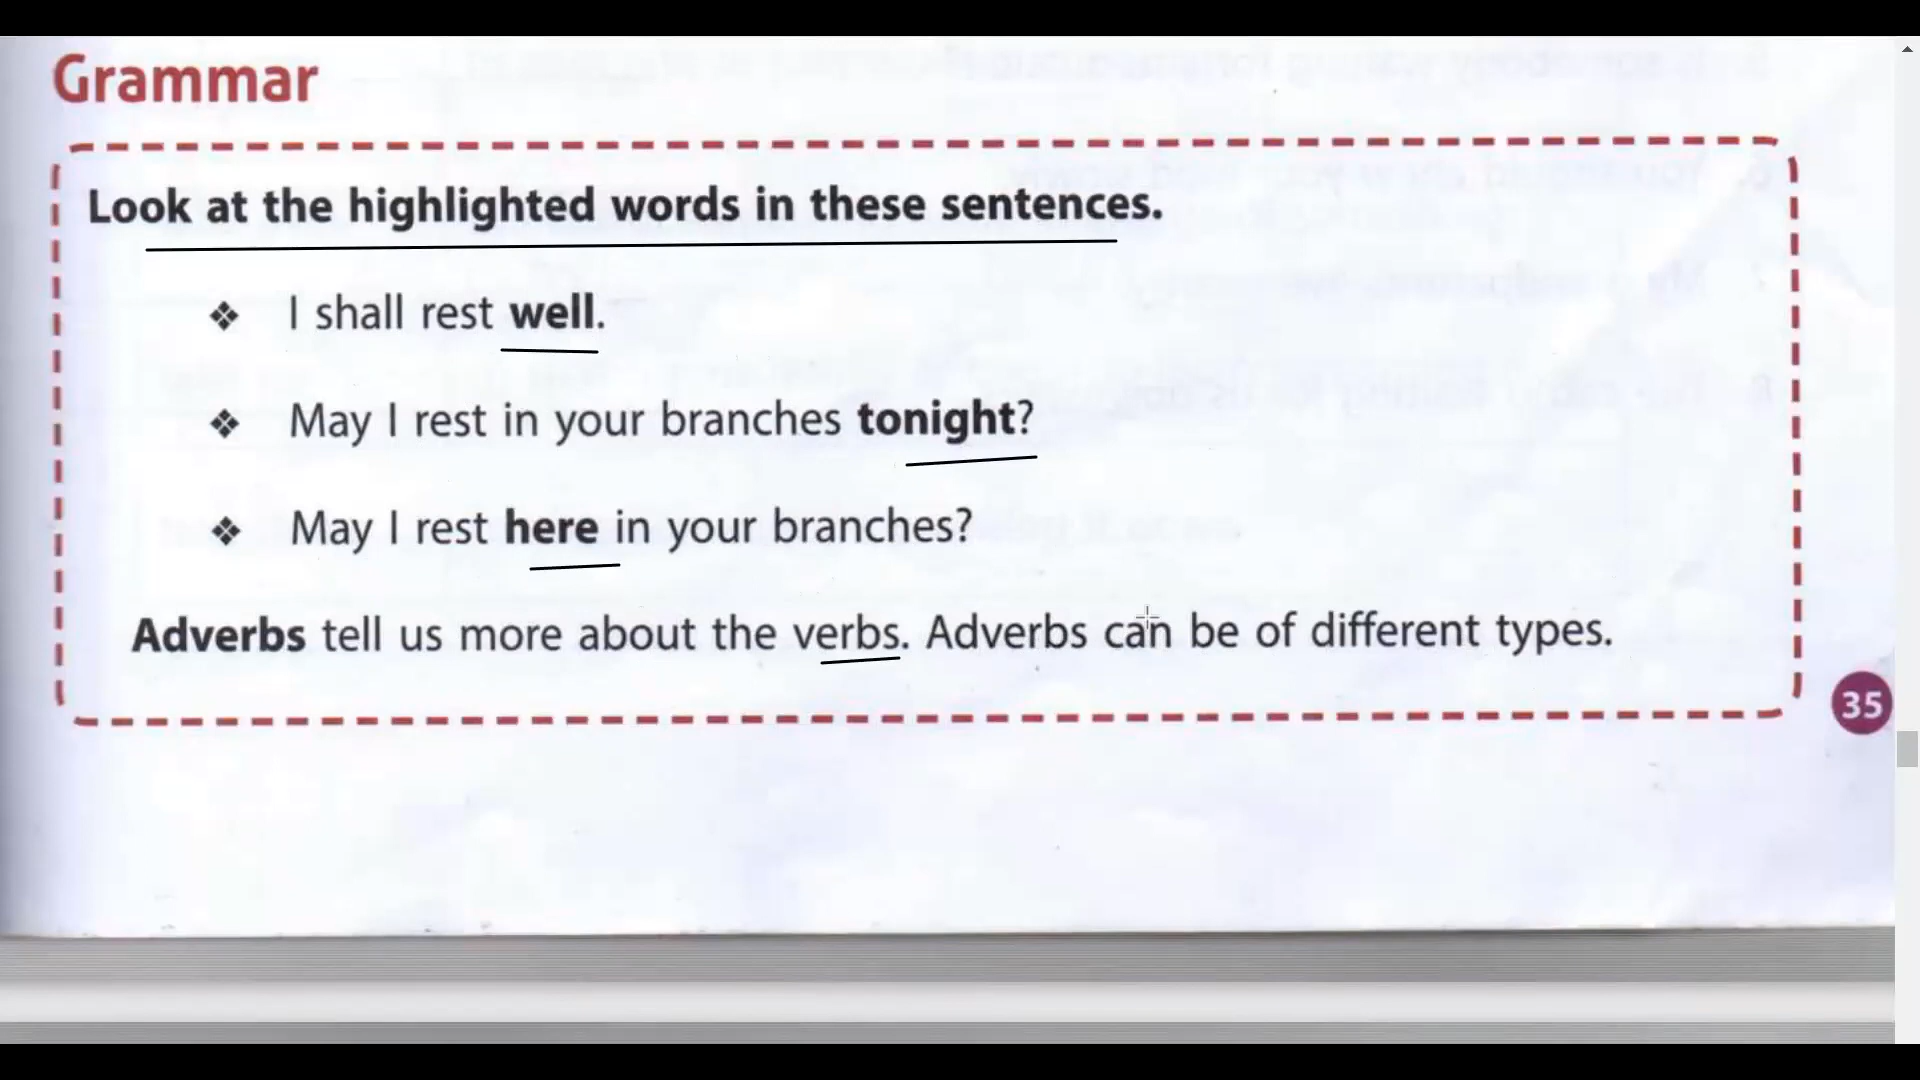 Grammar
Look at the highlighted words in these sentences.
❖ I shall rest well.
❖ May I rest in your branches tonight?
❖ May I rest here in your branches?
Adverbs tell us more about the verbs. Adverbs can be of different types.
35